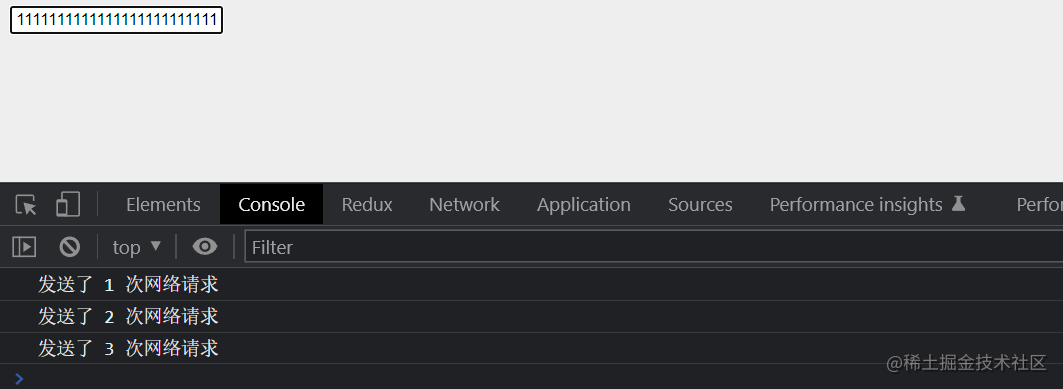 1111111111111111111111111
Elements Console Redux Network Application Sources Performance insights Perfor
top Filter
发送了 1 次网络请求
发送了 2 次网络请求
发送了 3 次网络请求
@稀土掘金技术社区